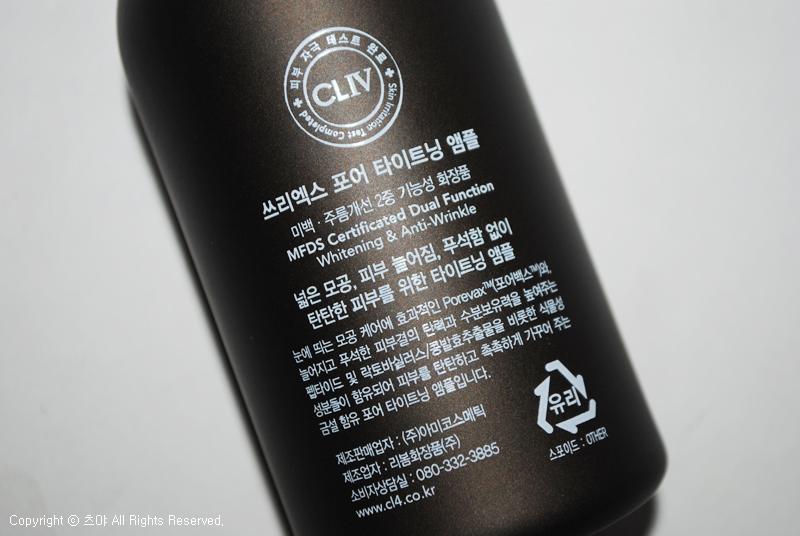 피부 자극 테스트 완료
CLIV
Skin Irritation Test Completed
쓰리엑스 포어 타이트닝 앰플
미백 · 주름개선 2중 기능성 화장품
MFDS Certificated Dual Function
Whitening & Anti-Wrinkle
넓은 모공, 피부 늘어짐, 푸석함 없이
탄탄한 피부를 위한 타이트닝 앰플
눈에 띄는 모공 케어에 효과적인 Porevax™(포어백스™)와,
늘어지고 푸석한 피부결의 탄력과 수분보유력을 높여주는
펩타이드 및 락토바실러스/콩발효추출물을 비롯한 식물성
성분들이 함유되어 피부를 탄탄하고 촉촉하게 가꾸어 주는
금설 함유 포어 타이트닝 앰플입니다.
제조판매업자 : (주)아미코스메틱
제조업자 : 리봄화장품(주)
소비자상담실 : 080-332-3885
www.cl4.co.kr
유리
스포이드 : OTHER
Copyright ⓒ 츠야 All Rights Reserved.